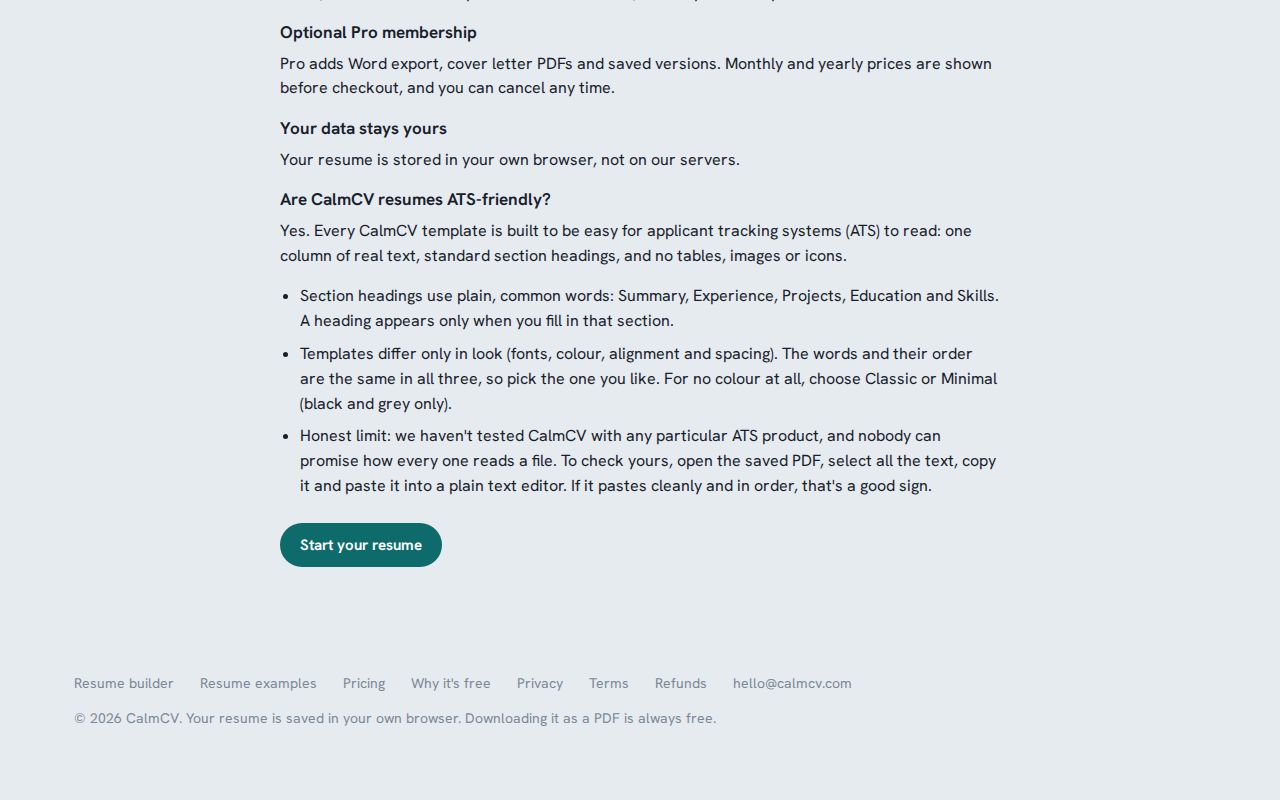 Optional Pro membership
Pro adds Word export, cover letter PDFs and saved versions. Monthly and yearly prices are shown
before checkout, and you can cancel any time.
Your data stays yours
Your resume is stored in your own browser, not on our servers.
Are CalmCV resumes ATS-friendly?
Yes. Every CalmCV template is built to be easy for applicant tracking systems (ATS) to read: one
column of real text, standard section headings, and no tables, images or icons.
• Section headings use plain, common words: Summary, Experience, Projects, Education and Skills.
A heading appears only when you fill in that section.
• Templates differ only in look (fonts, colour, alignment and spacing). The words and their order
are the same in all three, so pick the one you like. For no colour at all, choose Classic or Minimal
(black and grey only).
• Honest limit: we haven't tested CalmCV with any particular ATS product, and nobody can
promise how every one reads a file. To check yours, open the saved PDF, select all the text, copy
it and paste it into a plain text editor. If it pastes cleanly and in order, that's a good sign.
Start your resume
Resume builder Resume examples Pricing Why it's free Privacy Terms Refunds hello@calmcv.com
© 2026 CalmCV. Your resume is saved in your own browser. Downloading it as a PDF is always free.